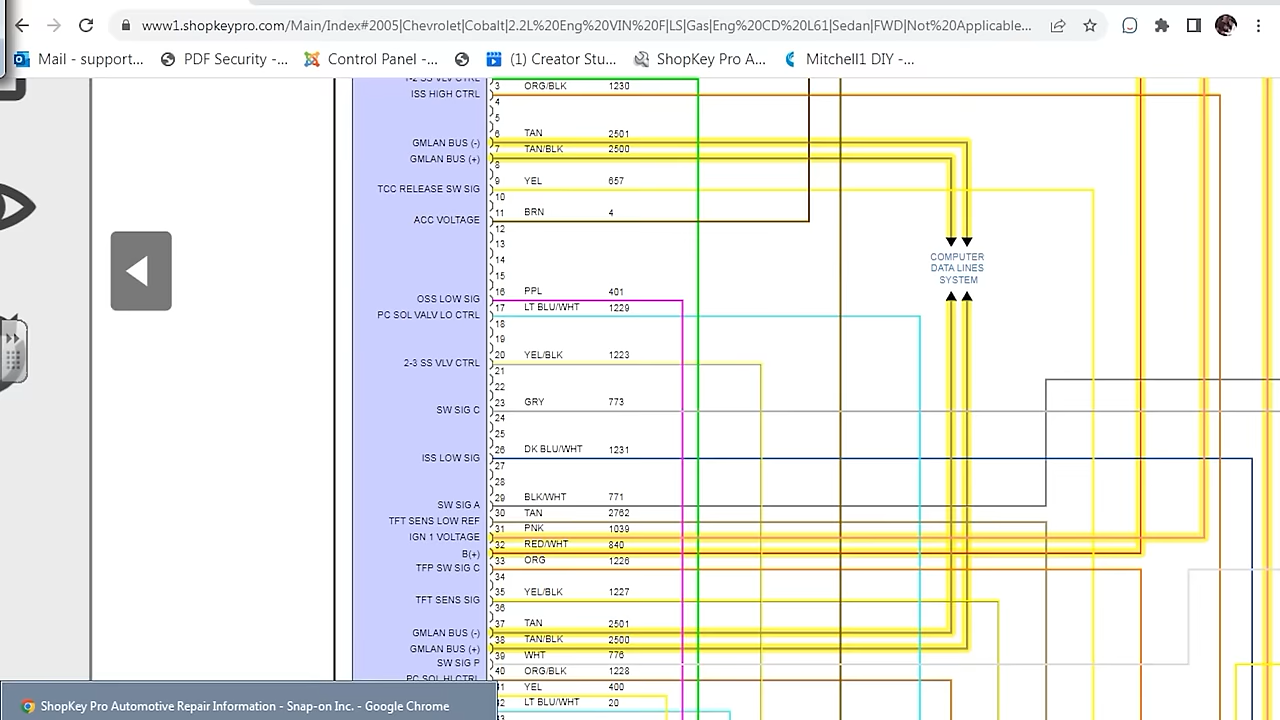 www1.shopkeypro.com/Main/Index#2005|Chevrolet|Cobalt|2.2L%20Eng%20VIN%20F|LS|Gas|Eng%20CD%20L61|Sedan|FWD|Not%20Applicable...
Mail - support... PDF Security -... Control Panel -... (1) Creator Stu... ShopKey Pro A... Mitchell1 DIY -...
1-2 SS VLV CTRL
3 ORG/BLK 1230
ISS HIGH CTRL
4
5
6 TAN 2501
GMLAN BUS (-)
7 TAN/BLK 2500
GMLAN BUS (+)
8
9 YEL 657
TCC RELEASE SW SIG
10
11 BRN 4
ACC VOLTAGE
12
13
14
15
COMPUTER
DATA LINES
SYSTEM
16 PPL 401
OSS LOW SIG
17 LT BLU/WHT 1229
PC SOL VALV LO CTRL
18
19
20 YEL/BLK 1223
2-3 SS VLV CTRL
21
22
23 GRY 773
SW SIG C
24
25
26 DK BLU/WHT 1231
ISS LOW SIG
27
28
29 BLK/WHT 771
SW SIG A
30 TAN 2762
TFT SENS LOW REF
31 PNK 1039
IGN 1 VOLTAGE
32 RED/WHT 840
B(+)
33 ORG 1226
TFP SW SIG C
34
35 YEL/BLK 1227
TFT SENS SIG
36
37 TAN 2501
GMLAN BUS (-)
38 TAN/BLK 2500
GMLAN BUS (+)
39 WHT 776
SW SIG P
40 ORG/BLK 1228
PC SOL HI CTRL
41 YEL 400
42 LT BLU/WHT 20
ShopKey Pro Automotive Repair Information - Snap-on Inc. - Google Chrome